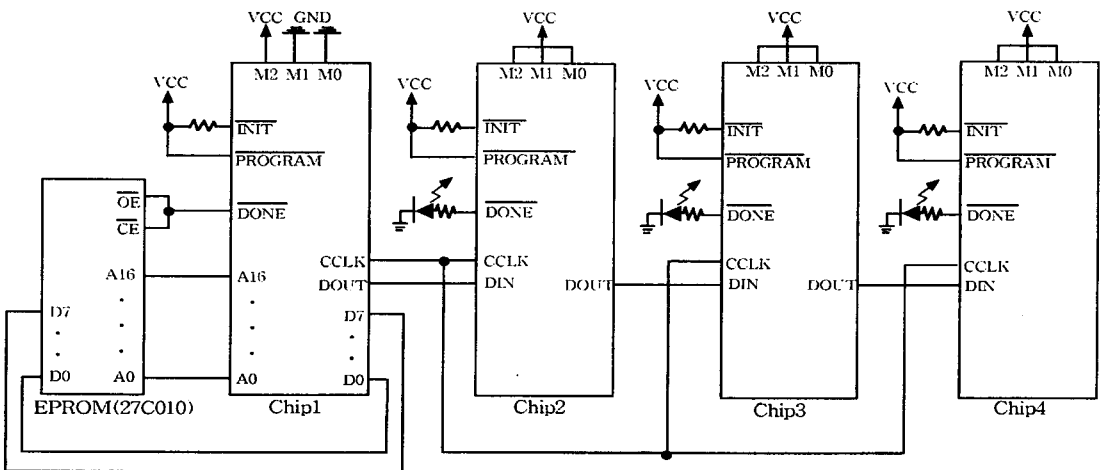 VCC GND
M2 M1 M0
VCC
INIT
PROGRAM
OE
CE
DONE
A16
A16
CCLK
DOUT
D7
D7
D0
A0
A0
D0
EPROM(27C010)
Chip1
VCC
M2 M1 M0
VCC
INIT
PROGRAM
DONE
CCLK
DIN
DOUT
Chip2
VCC
M2 M1 M0
VCC
INIT
PROGRAM
DONE
CCLK
DIN
DOUT
Chip3
VCC
M2 M1 M0
VCC
INIT
PROGRAM
DONE
CCLK
DIN
Chip4